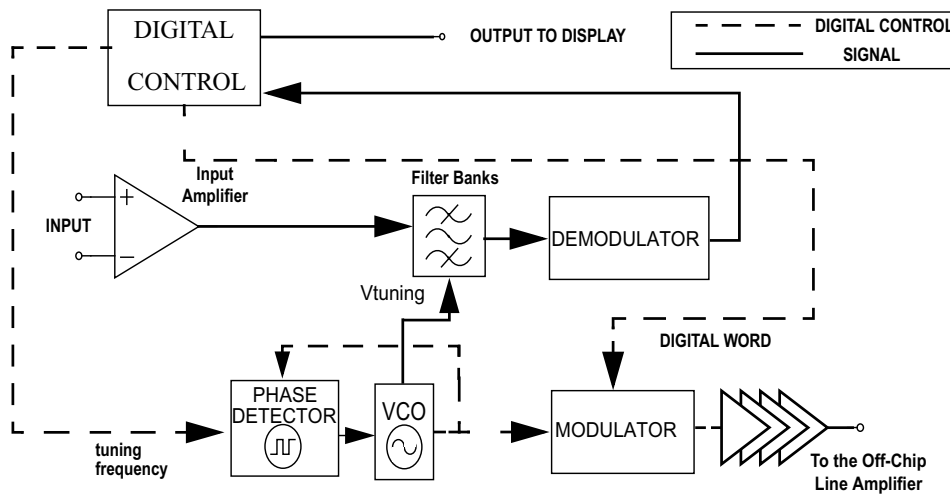 DIGITAL
CONTROL
OUTPUT TO DISPLAY
DIGITAL CONTROL
SIGNAL
Input
Amplifier
Filter Banks
INPUT
+
−
DEMODULATOR
Vtuning
DIGITAL WORD
PHASE
DETECTOR
VCO
MODULATOR
tuning
frequency
To the Off-Chip
Line Amplifier